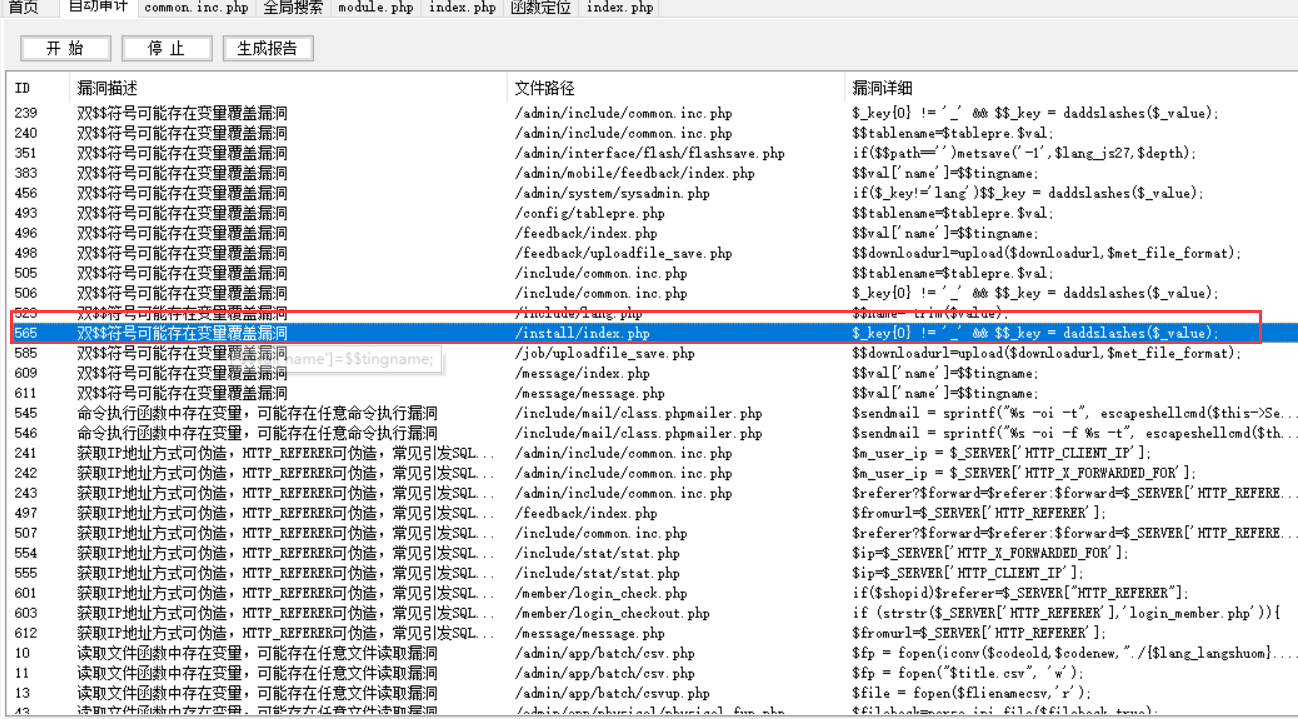 首页 自动审计 common.inc.php 全局搜索 module.php index.php 函数定位 index.php
开 始 停 止 生成报告
ID 漏洞描述 文件路径 漏洞详细
239 双$$符号可能存在变量覆盖漏洞 /admin/include/common.inc.php $_key{0} != '_' && $$_key = daddslashes($_value);
240 双$$符号可能存在变量覆盖漏洞 /admin/include/common.inc.php $$tablename=$tablepre.$val;
351 双$$符号可能存在变量覆盖漏洞 /admin/interface/flash/flashsave.php if($$path=='')metsave('-1',$lang_js27,$depth);
383 双$$符号可能存在变量覆盖漏洞 /admin/mobile/feedback/index.php $$val['name']=$$tingname;
456 双$$符号可能存在变量覆盖漏洞 /admin/system/sysadmin.php if($_key!='lang')$$_key = daddslashes($_value);
493 双$$符号可能存在变量覆盖漏洞 /config/tablepre.php $$tablename=$tablepre.$val;
496 双$$符号可能存在变量覆盖漏洞 /feedback/index.php $$val['name']=$$tingname;
498 双$$符号可能存在变量覆盖漏洞 /feedback/uploadfile_save.php $$downloadurl=upload($downloadurl,$met_file_format);
505 双$$符号可能存在变量覆盖漏洞 /include/common.inc.php $$tablename=$tablepre.$val;
506 双$$符号可能存在变量覆盖漏洞 /include/common.inc.php $_key{0} != '_' && $$_key = daddslashes($_value);
523 双$$符号可能存在变量覆盖漏洞 /include/lang.php $$name= trim($value);
565 双$$符号可能存在变量覆盖漏洞 /install/index.php $_key{0} != '_' && $$_key = daddslashes($_value);
585 双$$符号可能存在变量覆盖漏洞 /job/uploadfile_save.php $$downloadurl=upload($downloadurl,$met_file_format);
name']=$$tingname;
609 双$$符号可能存在变量覆盖漏洞 /message/index.php $$val['name']=$$tingname;
611 双$$符号可能存在变量覆盖漏洞 /message/message.php $$val['name']=$$tingname;
545 命令执行函数中存在变量，可能存在任意命令执行漏洞 /include/mail/class.phpmailer.php $sendmail = sprintf("%s -oi -t", escapeshellcmd($this->Se...
546 命令执行函数中存在变量，可能存在任意命令执行漏洞 /include/mail/class.phpmailer.php $sendmail = sprintf("%s -oi -f %s -t", escapeshellcmd($th...
241 获取IP地址方式可伪造，HTTP_REFERER可伪造，常见引发SQL... /admin/include/common.inc.php $m_user_ip = $_SERVER['HTTP_CLIENT_IP'];
242 获取IP地址方式可伪造，HTTP_REFERER可伪造，常见引发SQL... /admin/include/common.inc.php $m_user_ip = $_SERVER['HTTP_X_FORWARDED_FOR'];
243 获取IP地址方式可伪造，HTTP_REFERER可伪造，常见引发SQL... /admin/include/common.inc.php $referer?$forward=$referer:$forward=$_SERVER['HTTP_REFERE...
497 获取IP地址方式可伪造，HTTP_REFERER可伪造，常见引发SQL... /feedback/index.php $fromurl=$_SERVER['HTTP_REFERER'];
507 获取IP地址方式可伪造，HTTP_REFERER可伪造，常见引发SQL... /include/common.inc.php $referer?$forward=$referer:$forward=$_SERVER['HTTP_REFERE...
554 获取IP地址方式可伪造，HTTP_REFERER可伪造，常见引发SQL... /include/stat/stat.php $ip=$_SERVER['HTTP_X_FORWARDED_FOR'];
555 获取IP地址方式可伪造，HTTP_REFERER可伪造，常见引发SQL... /include/stat/stat.php $ip=$_SERVER['HTTP_CLIENT_IP'];
601 获取IP地址方式可伪造，HTTP_REFERER可伪造，常见引发SQL... /member/login_check.php if($shopid)$referer=$_SERVER["HTTP_REFERER"];
603 获取IP地址方式可伪造，HTTP_REFERER可伪造，常见引发SQL... /member/login_checkout.php if (strstr($_SERVER['HTTP_REFERER'],'login_member.php')){
612 获取IP地址方式可伪造，HTTP_REFERER可伪造，常见引发SQL... /message/message.php $fromurl=$_SERVER['HTTP_REFERER'];
10 读取文件函数中存在变量，可能存在任意文件读取漏洞 /admin/app/batch/csv.php $fp = fopen(iconv($codeold,$codenew,"./{$lang_langshuom}....
11 读取文件函数中存在变量，可能存在任意文件读取漏洞 /admin/app/batch/csv.php $fp = fopen("$title.csv", 'w');
13 读取文件函数中存在变量，可能存在任意文件读取漏洞 /admin/app/batch/csvup.php $file = fopen($flienamecsv,'r');
43 读取文件函数中存在变量，可能存在任意文件读取漏洞 /admin/app/physical/physical_fun.php